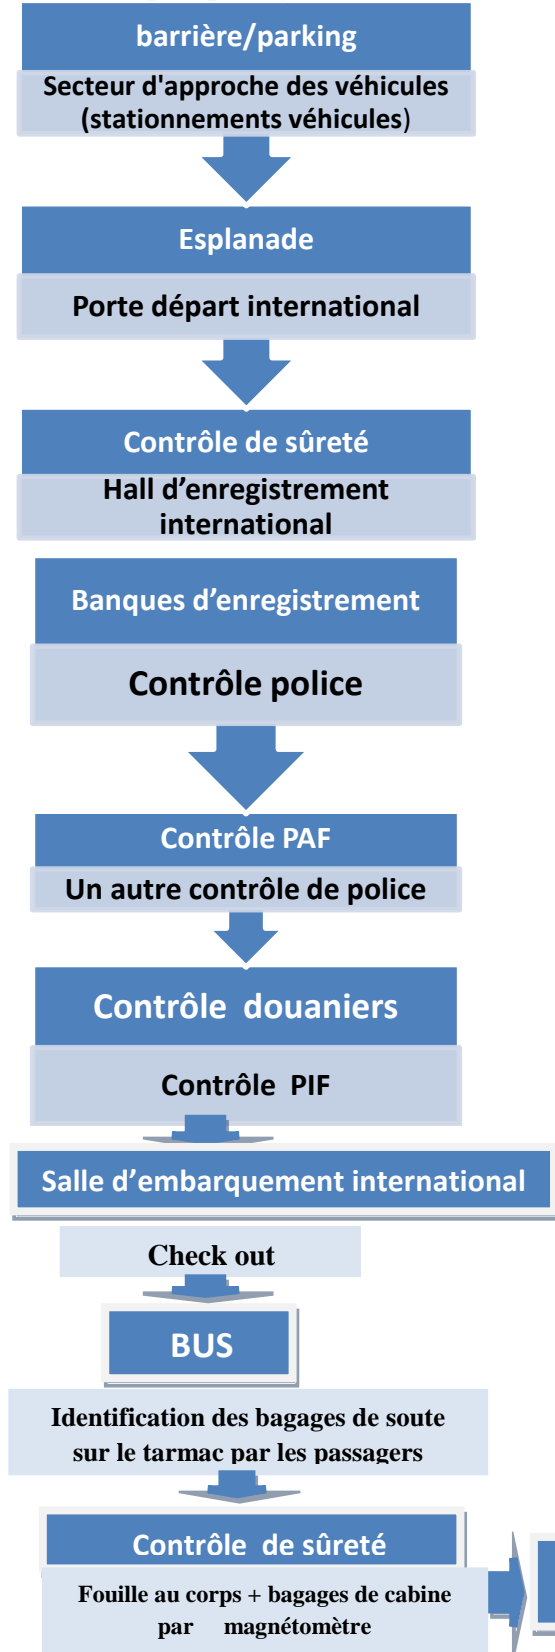 barrière/parking
Secteur d'approche des véhicules
(stationnements véhicules)
Esplanade
Porte départ international
Contrôle de sûreté
Hall d’enregistrement
international
Banques d’enregistrement
Contrôle police
Contrôle PAF
Un autre contrôle de police
Contrôle douaniers
Contrôle PIF
Salle d’embarquement international
Check out
BUS
Identification des bagages de soute
sur le tarmac par les passagers
Contrôle de sûreté
Fouille au corps + bagages de cabine
par magnétomètre